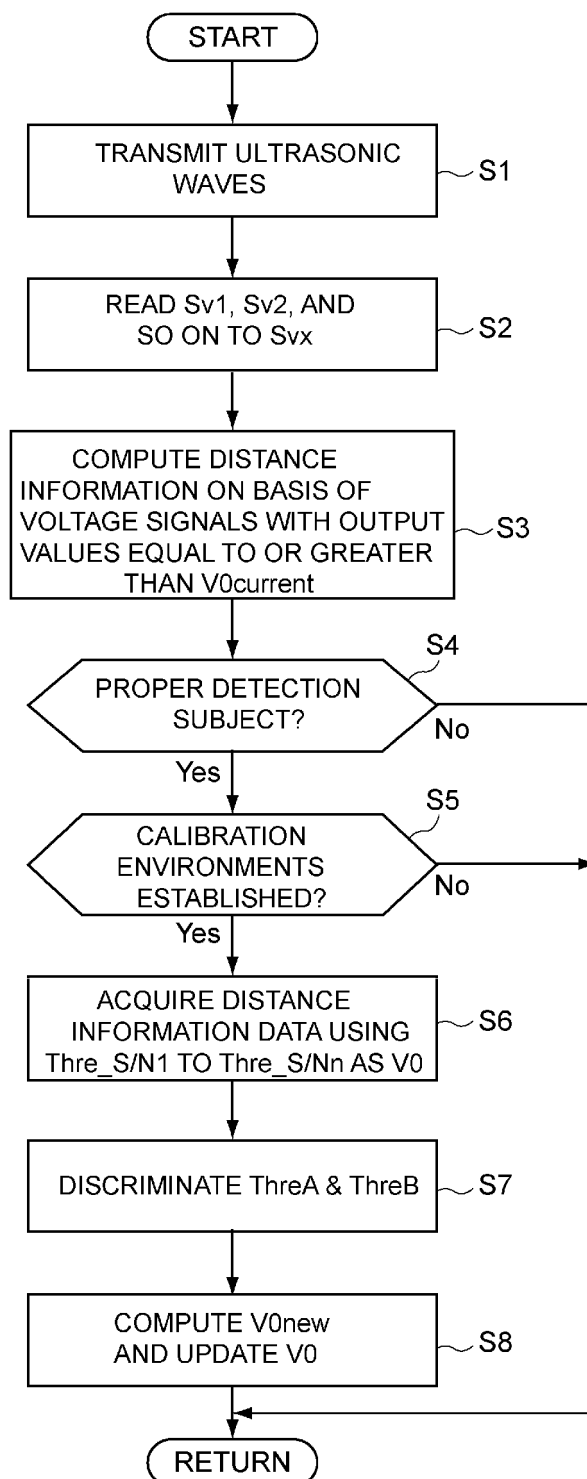 START
TRANSMIT ULTRASONIC
WAVES
S1
READ Sv1, Sv2, AND
SO ON TO Svx
S2
COMPUTE DISTANCE
INFORMATION ON BASIS OF
VOLTAGE SIGNALS WITH OUTPUT
VALUES EQUAL TO OR GREATER
THAN V0current
S3
S4
PROPER DETECTION
SUBJECT?
No
Yes
S5
CALIBRATION
ENVIRONMENTS
ESTABLISHED?
No
Yes
ACQUIRE DISTANCE
INFORMATION DATA USING
Thre_S/N1 TO Thre_S/Nn AS V0
S6
DISCRIMINATE ThreA & ThreB
S7
COMPUTE V0new
AND UPDATE V0
S8
RETURN